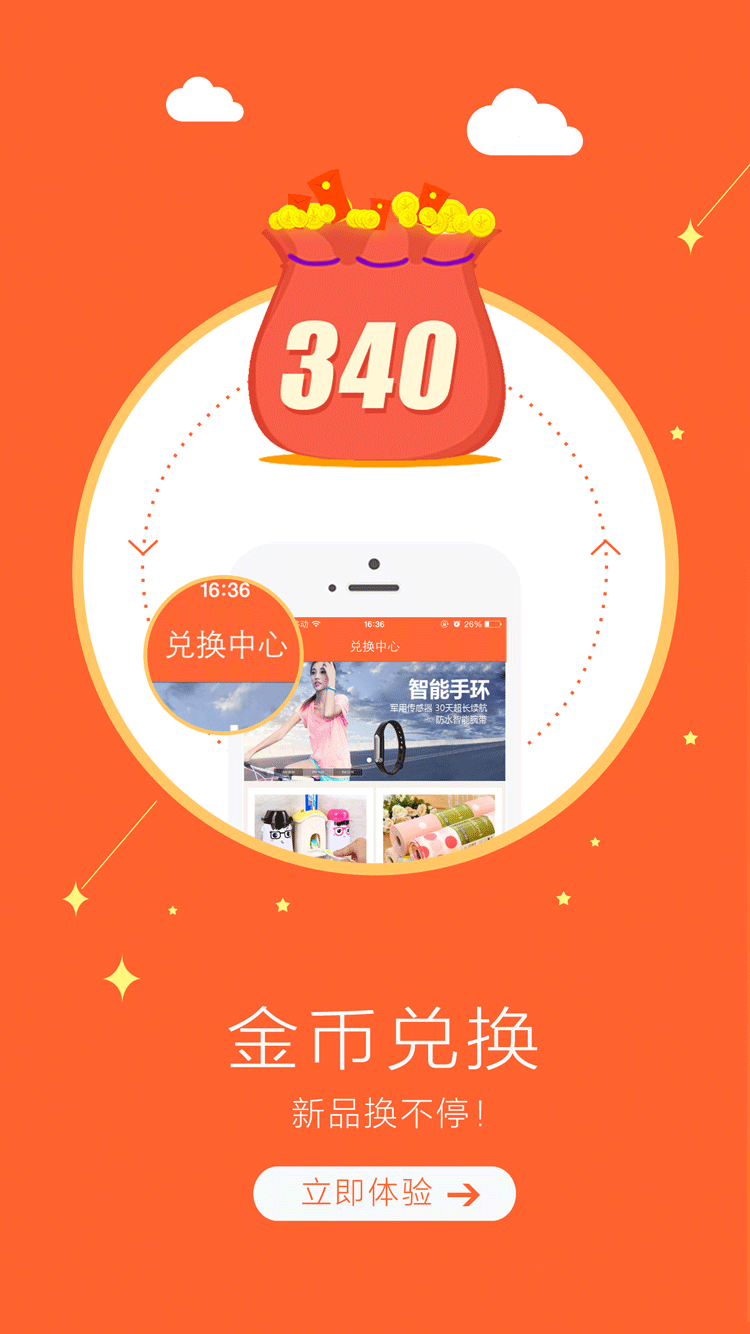 340
16:36
兑换中心
16:36
26%
兑换中心
智能手环
军用传感器 30天超长续航
防水智能腕带
金币兑换
新品换不停!
立即体验